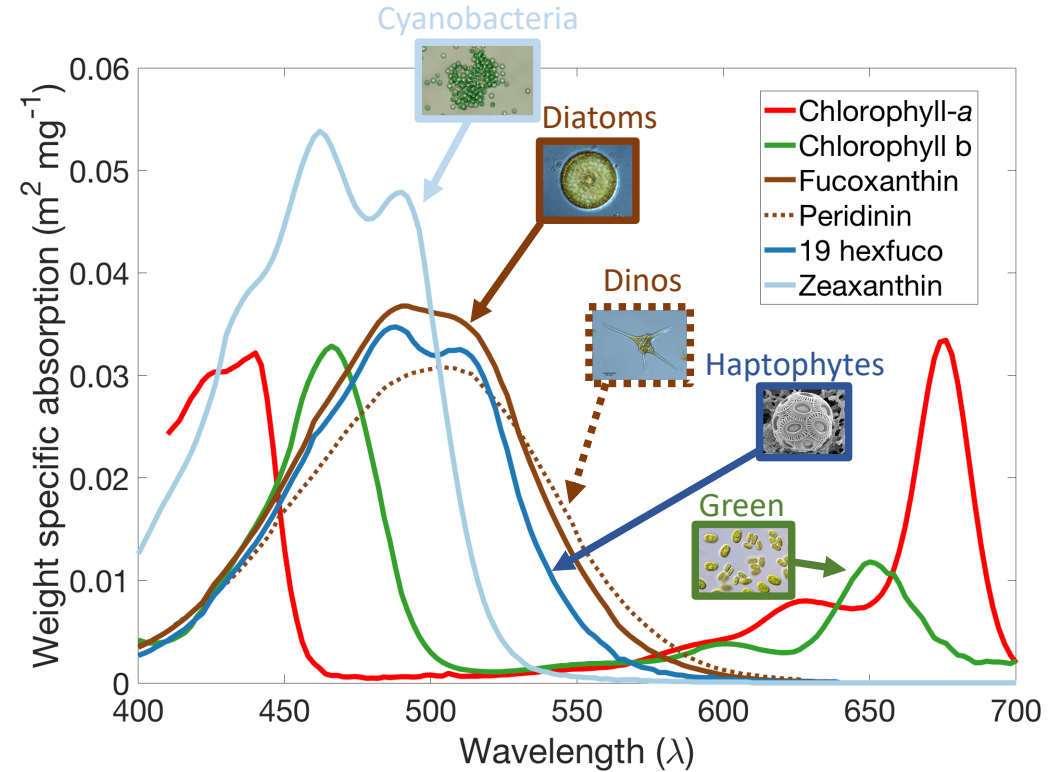 Cyanobacteria
0.06
Diatoms
Chlorophyll-a
Chlorophyll b
Fucoxanthin
Peridinin
19 hexfuco
Zeaxanthin
0.05
0.04
Dinos
0.03
Haptophytes
0.02
Green
0.01
0
Weight specific absorption (m² mg⁻¹)
400 450 500 550 600 650 700
Wavelength (λ)